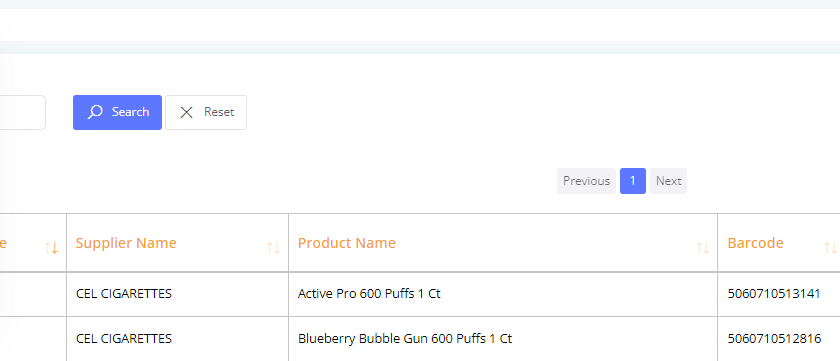 Search Reset
Previous 1 Next
e Supplier Name Product Name Barcode
CEL CIGARETTES Active Pro 600 Puffs 1 Ct 5060710513141
CEL CIGARETTES Blueberry Bubble Gun 600 Puffs 1 Ct 5060710512816